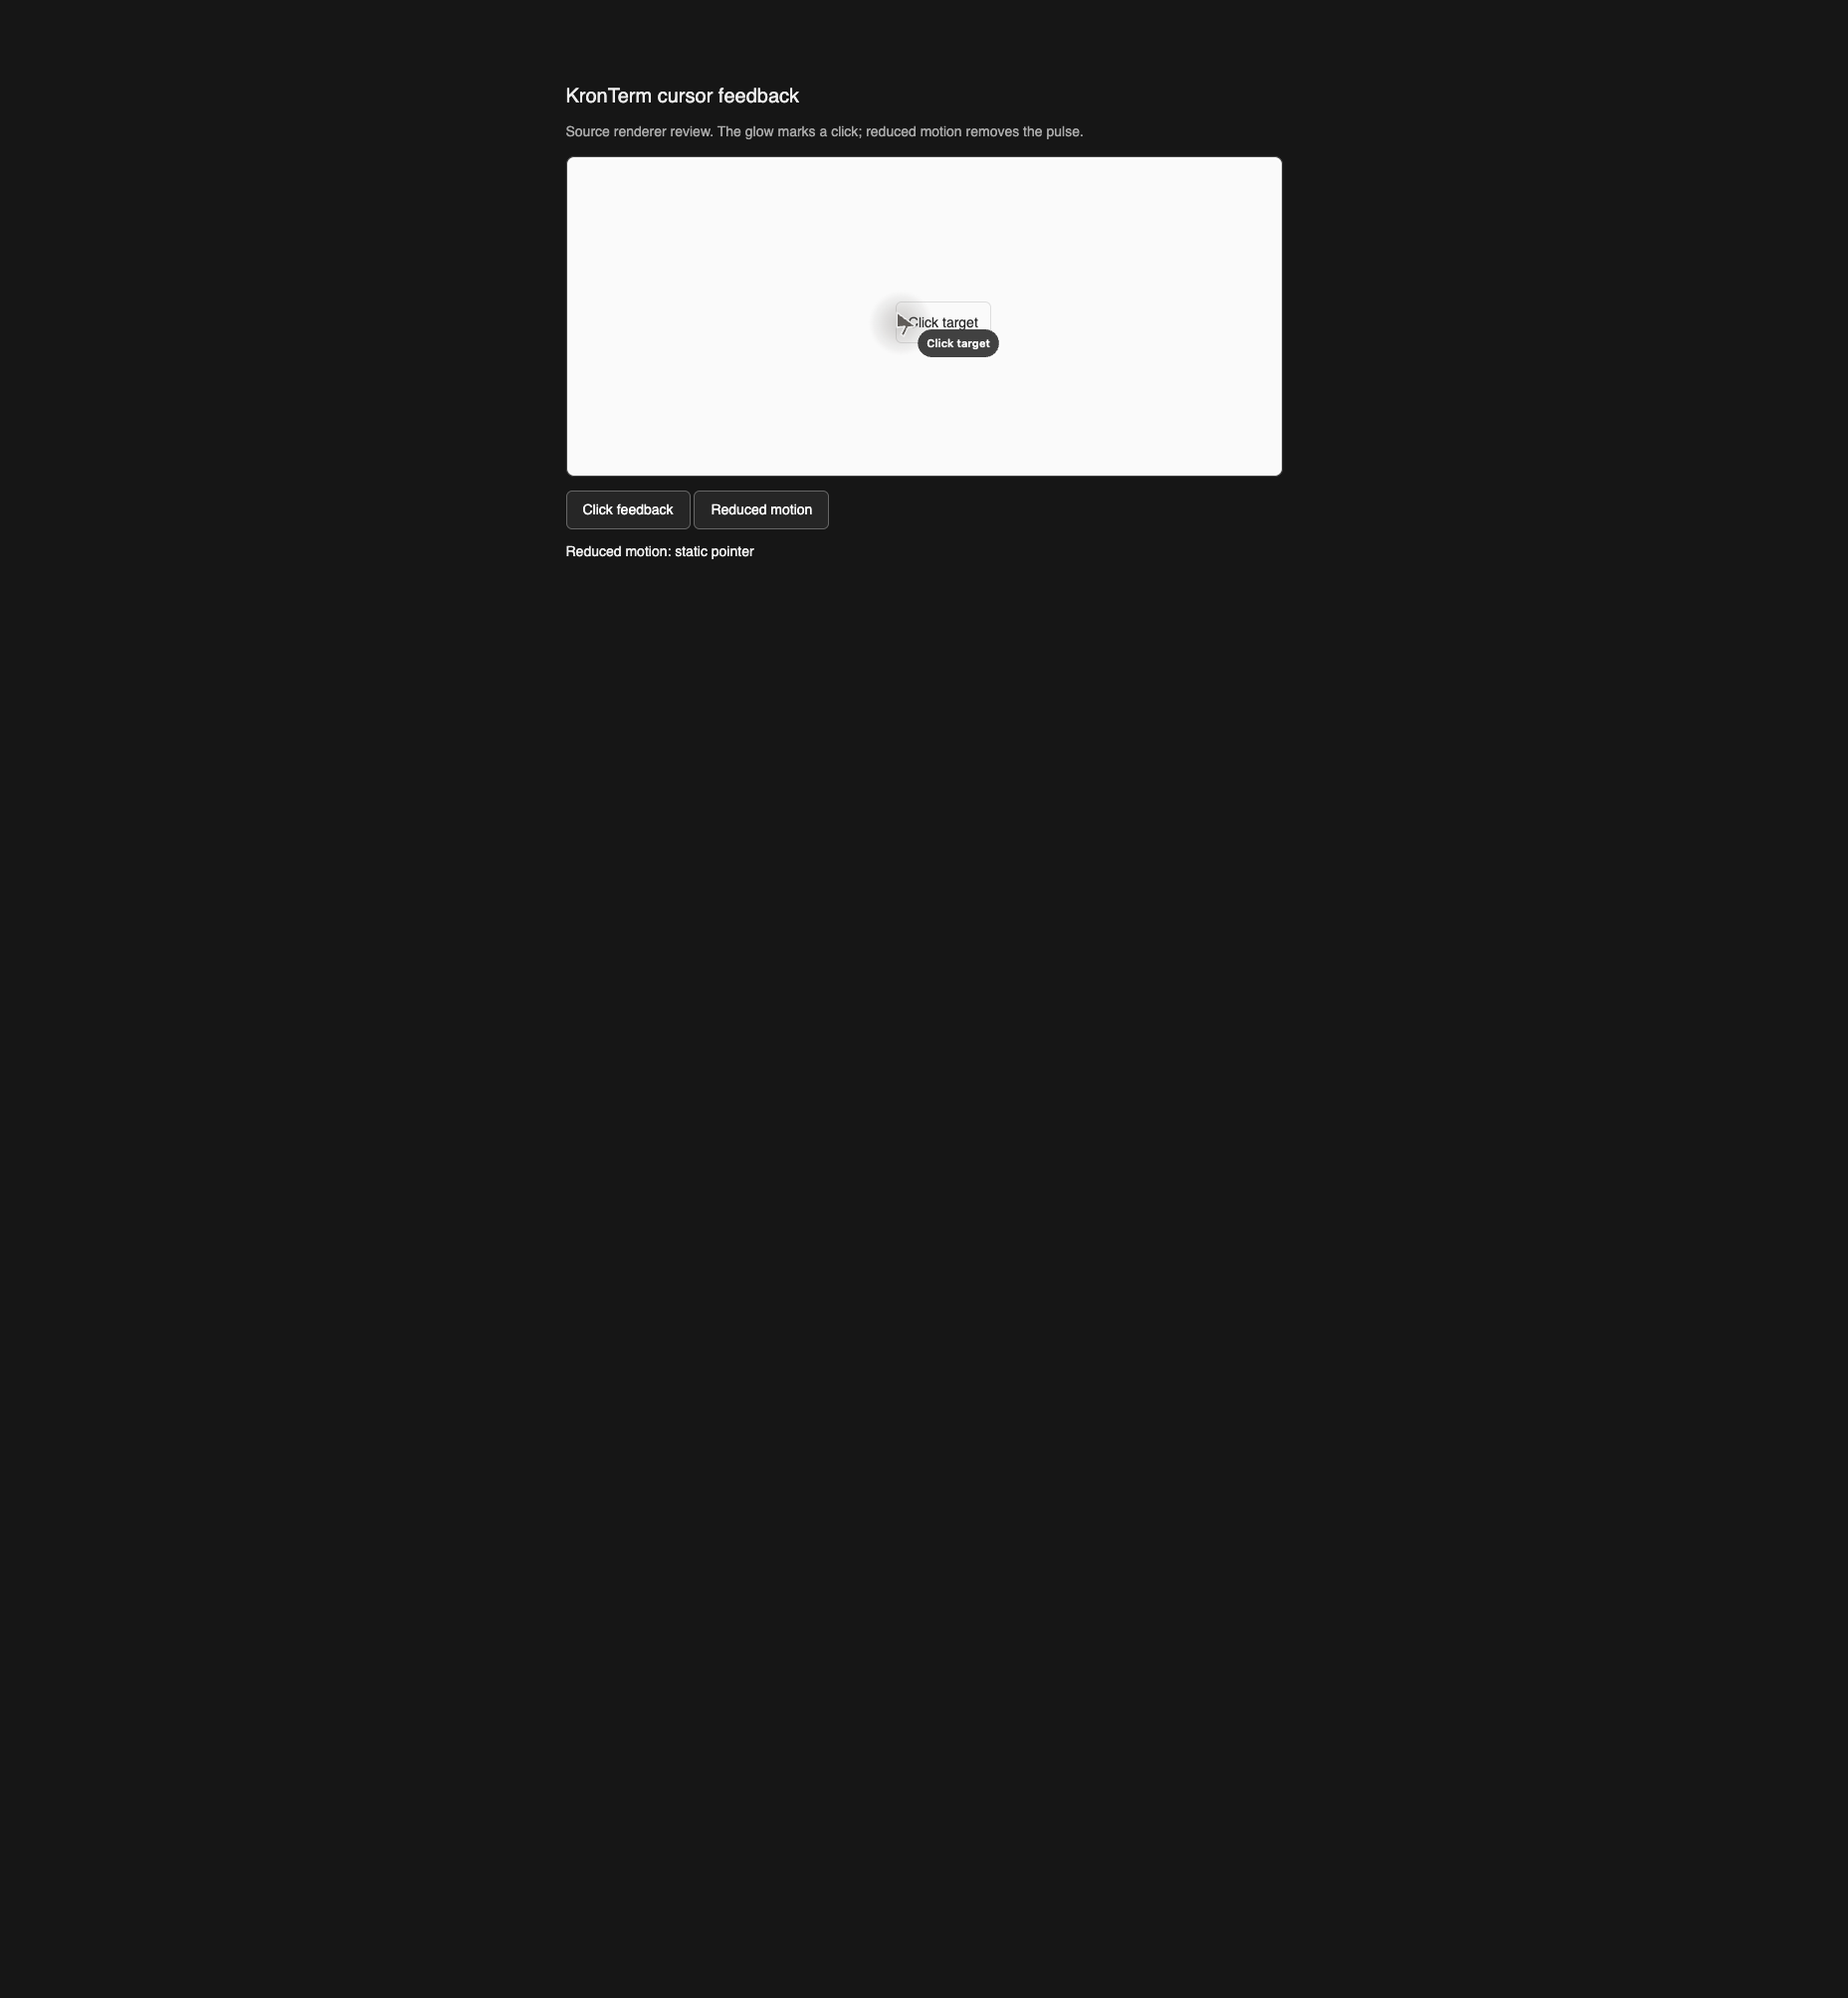 KronTerm cursor feedback
Source renderer review. The glow marks a click; reduced motion removes the pulse.
Click target
Click target
Click feedback
Reduced motion
Reduced motion: static pointer